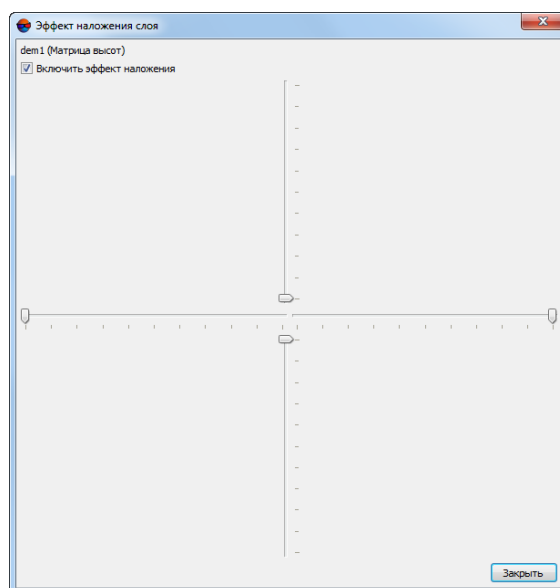 Эффект наложения слоя
dem1 (Матрица высот)
Включить эффект наложения
Закрыть